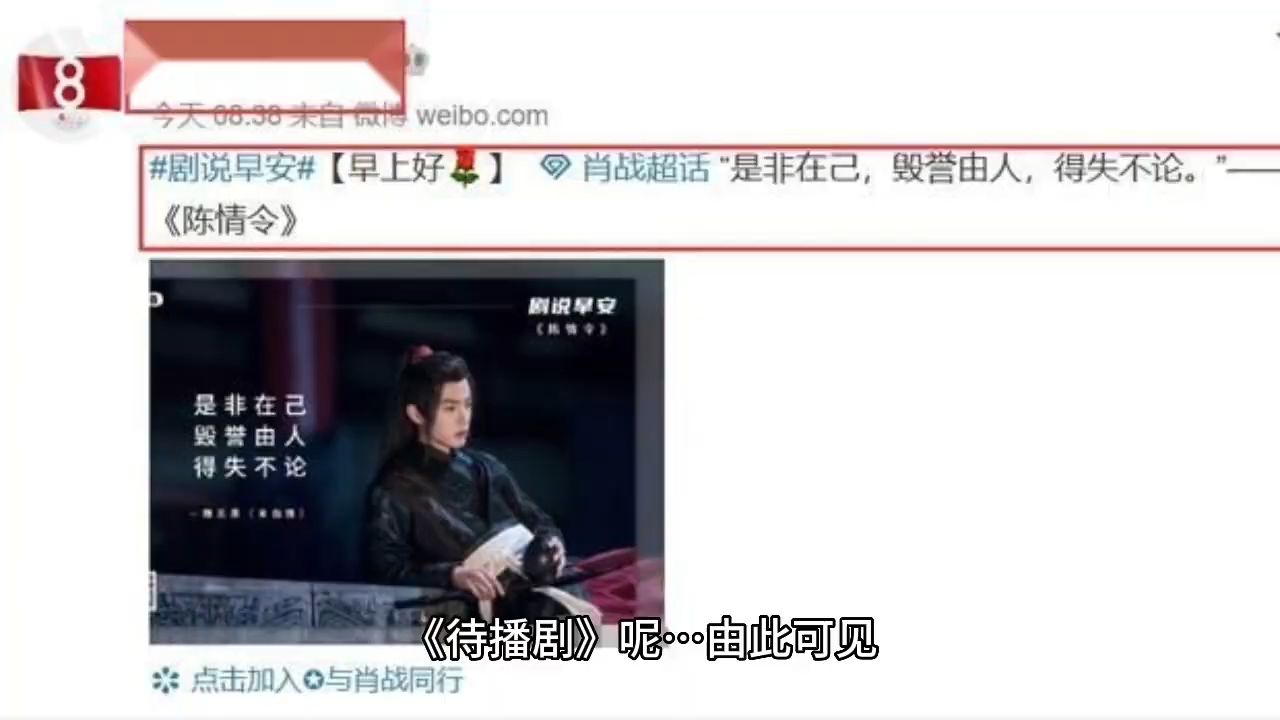 8
今天 08:38 来自 微博 weibo.com
#剧说早安#【早上好🌹】 肖战超话 “是非在己，毁誉由人，得失不论。”——
《陈情令》
剧说早安
《陈情令》
是非在己
毁誉由人
得失不论
《待播剧》呢…由此可见
点击加入✪与肖战同行